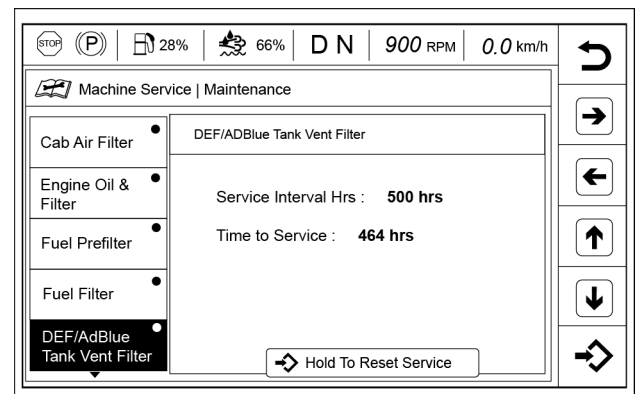 STOP P 28% 66% D N 900 RPM 0.0 km/h
Machine Service | Maintenance
Cab Air Filter
Engine Oil &
Filter
Fuel Prefilter
Fuel Filter
DEF/AdBlue
Tank Vent Filter
DEF/ADBlue Tank Vent Filter
Service Interval Hrs : 500 hrs
Time to Service : 464 hrs
Hold To Reset Service